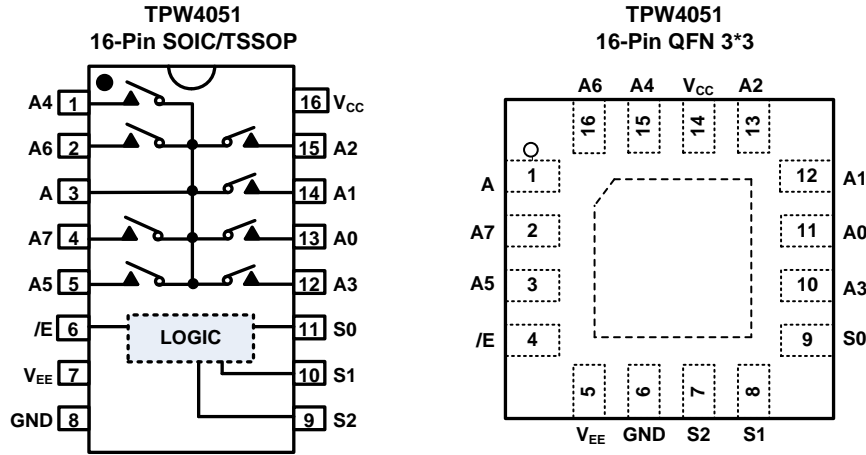 TPW4051
16-Pin SOIC/TSSOP
A4 1
16 VCC
A6 2
15 A2
A 3
14 A1
A7 4
13 A0
A5 5
12 A3
/E 6
LOGIC
11 S0
VEE 7
10 S1
GND 8
9 S2
TPW4051
16-Pin QFN 3*3
A6 A4 VCC A2
16 15 14 13
A 1
12 A1
A7 2
11 A0
A5 3
10 A3
/E 4
9 S0
5 6 7 8
VEE GND S2 S1